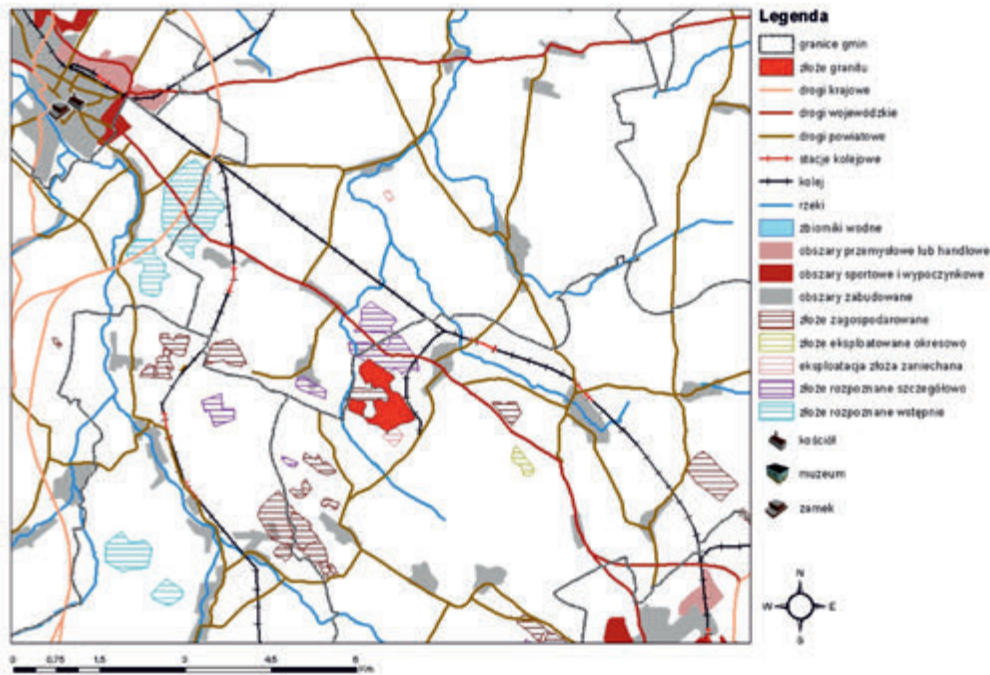 Legenda
granice gmin
złoże granitu
drogi krajowe
drogi wojewódzkie
drogi powiatowe
stacje kolejowe
kolej
rzeki
zbiorniki wodne
obszary przemysłowe lub handlowe
obszary sportowe i wypoczynkowe
obszary zabudowane
złoże zagospodarowane
złoże eksploatowane okresowo
eksploatacja złoża zaniechana
złoże rozpoznane szczegółowo
złoże rozpoznane wstępnie
kościół
muzeum
zamek
N
W E
S
0 0,75 1,5 3 4,5 6
Km